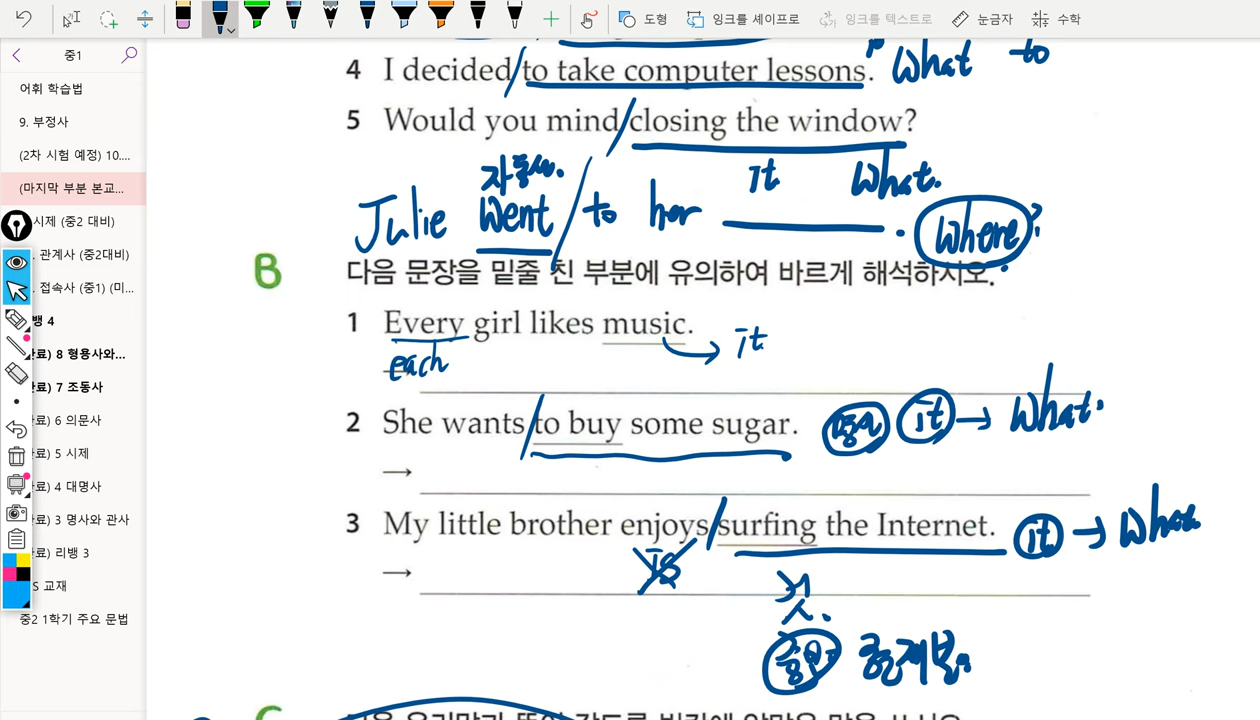 도형
잉크를 셰이프로
잉크를 텍스트로
눈금자
수학
중1
어휘 학습법
9. 부정사
(2차 시험 예정) 10....
(마지막 부분 본교...
시제 (중2 대비)
. 관계사 (중2대비)
. 접속사 (중1) (미...
뱅 4
료) 8 형용사와...
료) 7 조동사
료) 6 의문사
료) 5 시제
료) 4 대명사
료) 3 명사와 관사
료) 리뱅 3
S 교재
중2 1학기 주요 문법
4 I decided/to take computer lessons. What to
5 Would you mind/closing the window?
자동사. it What.
Julie went / to her ______. Where?
B 다음 문장을 밑줄 친 부분에 유의하여 바르게 해석하시오.
1 Every girl likes music. → it
each
→
2 She wants/to buy some sugar. it → What.
→
3 My little brother enjoys/surfing the Internet. it → What.
is
→
것
C